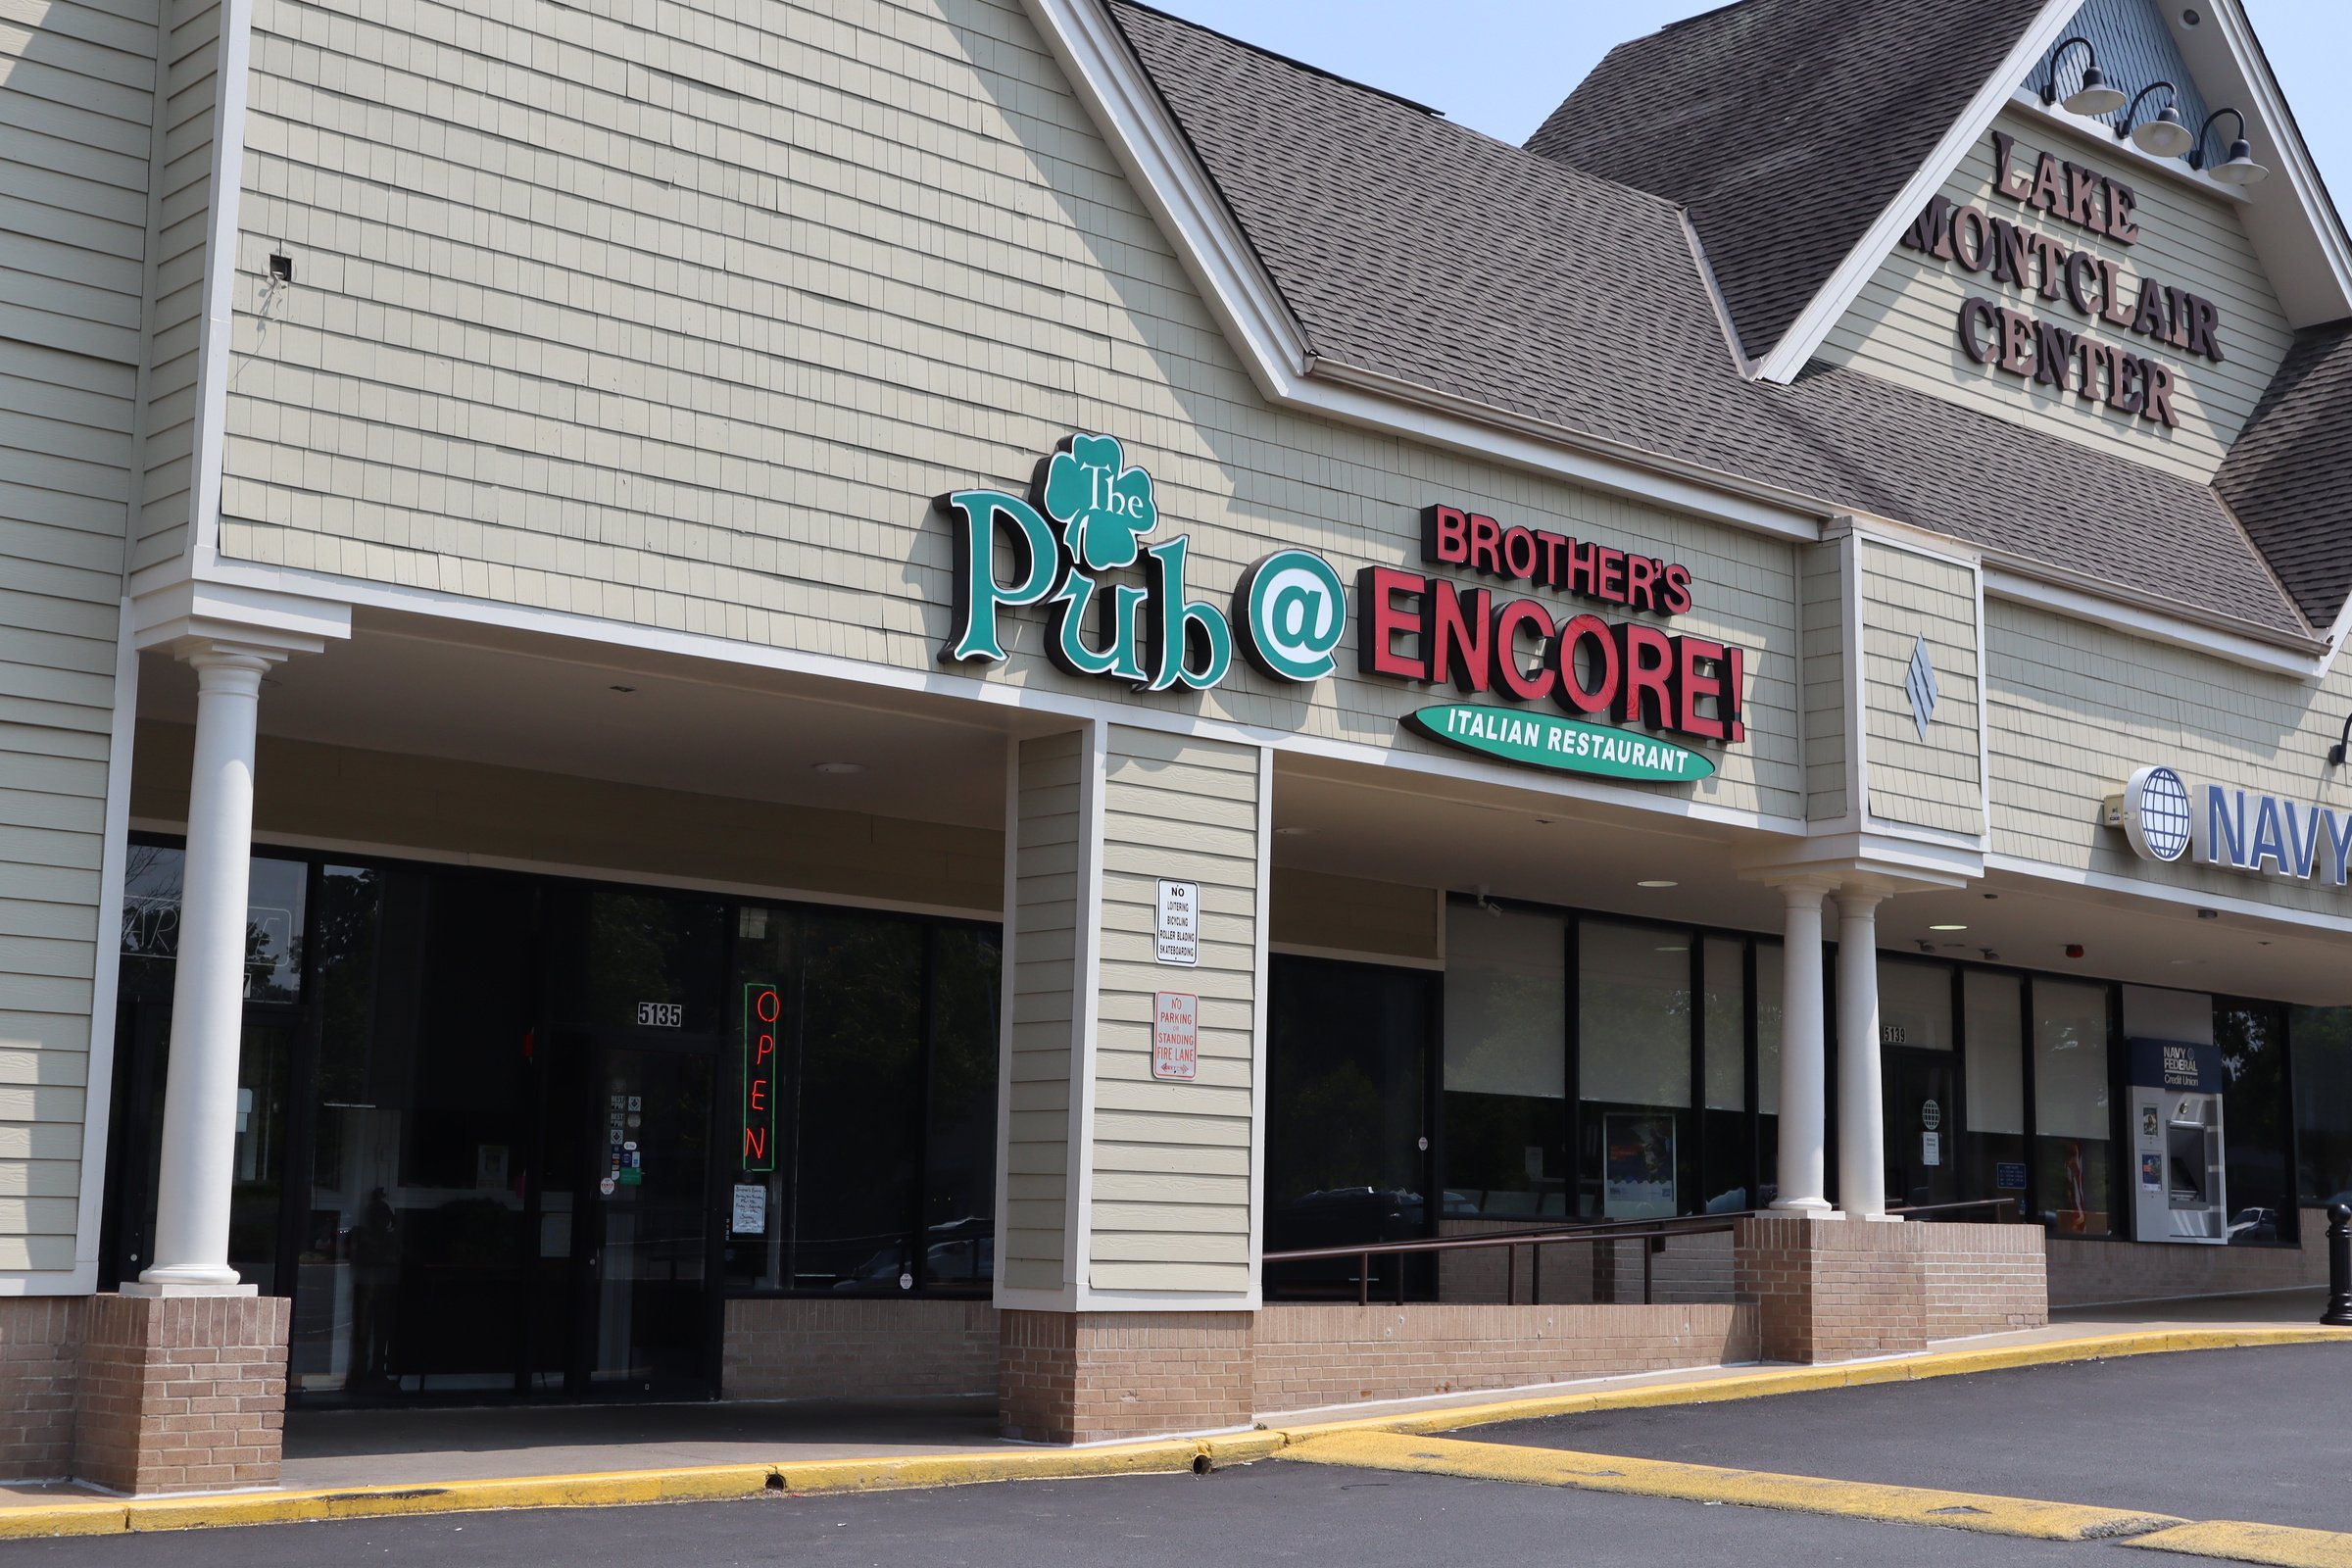 LAKE
MONTCLAIR
CENTER
The
Pub @
BROTHER'S
ENCORE!
ITALIAN RESTAURANT
NAVY
NO
LOITERING
BICYCLING
ROLLER BLADING
SKATEBOARDING
NO
PARKING
OR
STANDING
FIRE LANE
5135
OPEN
5139
NAVY
FEDERAL
Credit Union